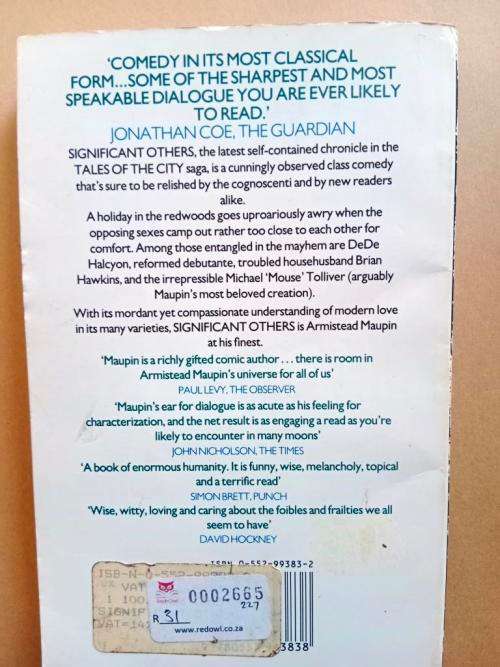 ‘COMEDY IN ITS MOST CLASSICAL
FORM...SOME OF THE SHARPEST AND MOST
SPEAKABLE DIALOGUE YOU ARE EVER LIKELY
TO READ.’
JONATHAN COE, THE GUARDIAN
SIGNIFICANT OTHERS, the latest self-contained chronicle in the
TALES OF THE CITY saga, is a cunningly observed class comedy
that’s sure to be relished by the cognoscenti and by new readers
alike.
A holiday in the redwoods goes uproariously awry when the
opposing sexes camp out rather too close to each other for
comfort. Among those entangled in the mayhem are DeDe
Halcyon, reformed debutante, troubled househusband Brian
Hawkins, and the irrepressible Michael ‘Mouse’ Tolliver (arguably
Maupin’s most beloved creation).
With its mordant yet compassionate understanding of modern love
in its many varieties, SIGNIFICANT OTHERS is Armistead Maupin
at his finest.
‘Maupin is a richly gifted comic author . . . there is room in
Armistead Maupin’s universe for all of us’
PAUL LEVY, THE OBSERVER
‘Maupin’s ear for dialogue is as acute as his feeling for
characterization, and the net result is as engaging a read as you’re
likely to encounter in many moons’
JOHN NICHOLSON, THE TIMES
‘A book of enormous humanity. It is funny, wise, melancholy, topical
and a terrific read’
SIMON BRETT, PUNCH
‘Wise, witty, loving and caring about the foibles and frailties we all
seem to have’
DAVID HOCKNEY
ISBN 0-552-99383-2
ISB-N-0-552-
VAT
1 100
SIGNIF
VAT=14
0002665
227
R 31
www.redowl.co.za
3838